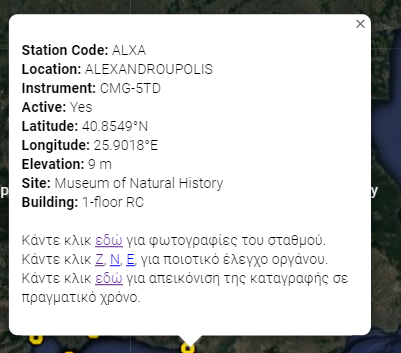 Station Code: ALXA
Location: ALEXANDROUPOLIS
Instrument: CMG-5TD
Active: Yes
Latitude: 40.8549°N
Longitude: 25.9018°E
Elevation: 9 m
Site: Museum of Natural History
Building: 1-floor RC
Κάντε κλικ εδώ για φωτογραφίες του σταθμού.
Κάντε κλικ Z, N, E, για ποιοτικό έλεγχο οργάνου.
Κάντε κλικ εδώ για απεικόνιση της καταγραφής σε
πραγματικό χρόνο.